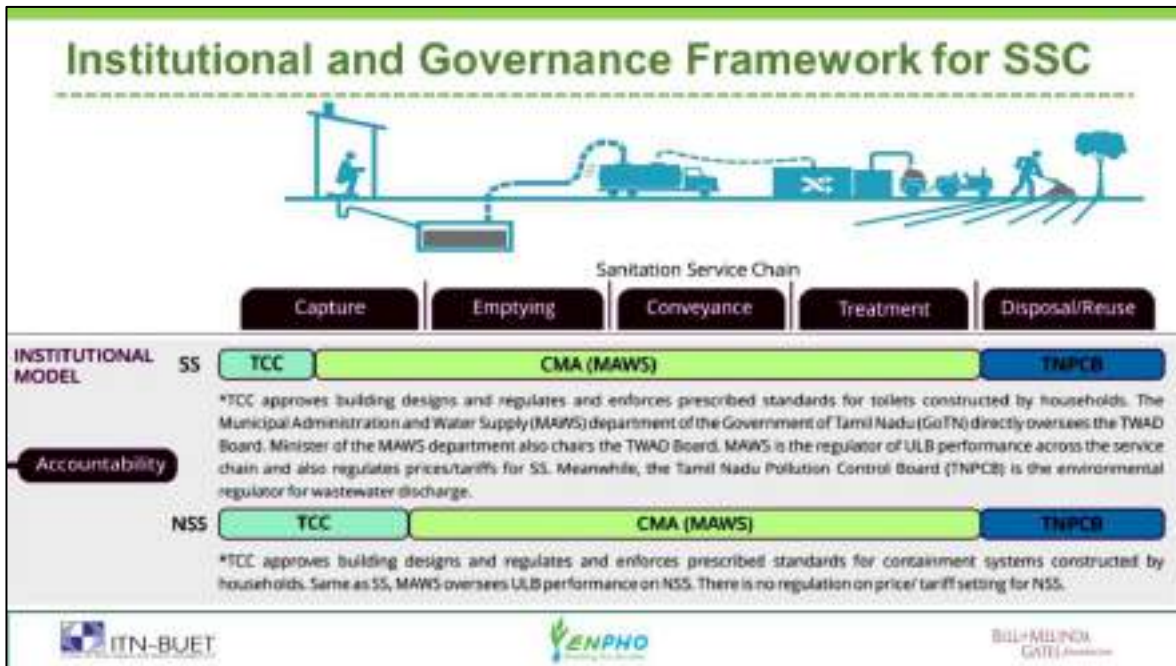 Institutional and Governance Framework for SSC
Sanitation Service Chain
Capture Emptying Conveyance Treatment Disposal/Reuse
INSTITUTIONAL MODEL
SS TCC CMA (MAWS) TNPCB
*TCC approves building designs and regulates and enforces prescribed standards for toilets constructed by households. The
Municipal Administration and Water Supply (MAWS) department of the Government of Tamil Nadu (GoTN) directly oversees the TWAD
Board. Minister of the MAWS department also chairs the TWAD Board. MAWS is the regulator of ULB performance across the service
chain and also regulates prices/tariffs for SS. Meanwhile, the Tamil Nadu Pollution Control Board (TNPCB) is the environmental
regulator for wastewater discharge.
Accountability
NSS TCC CMA (MAWS) TNPCB
*TCC approves building designs and regulates and enforces prescribed standards for containment systems constructed by
households. Same as SS, MAWS oversees ULB performance on NSS. There is no regulation on price/ tariff setting for NSS.
ITN-BUET
ENPHO
BILL & MELINDA
GATES foundation